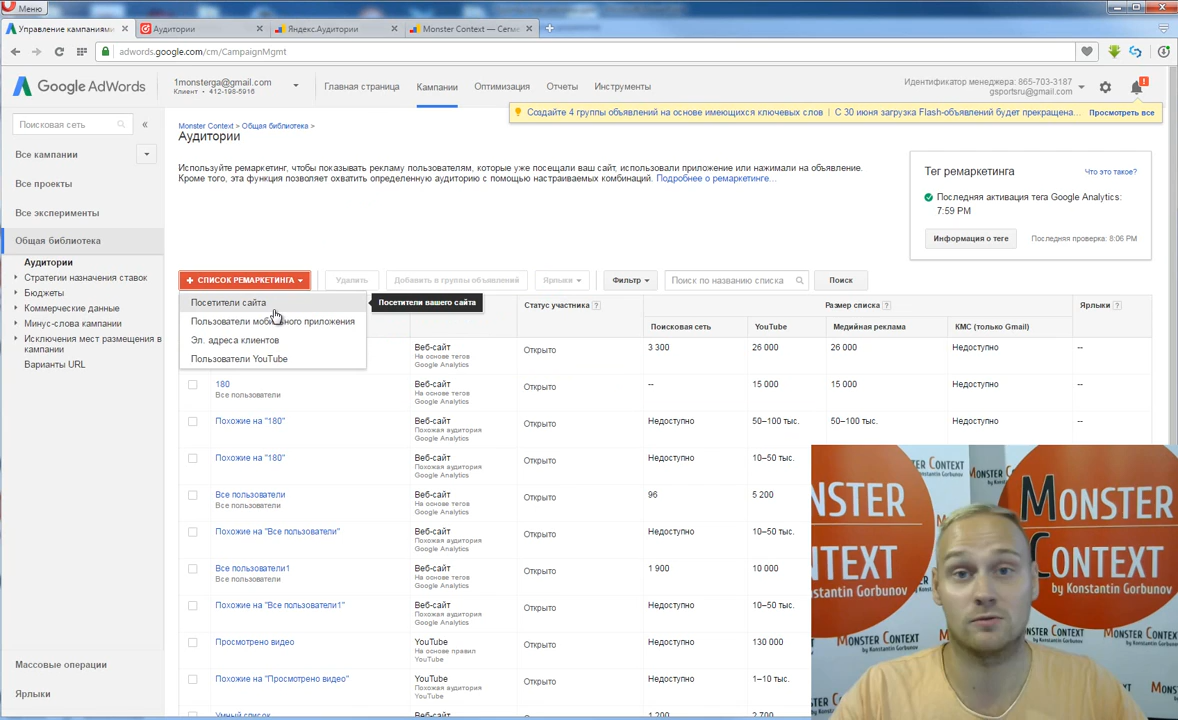 Меню
Управление кампаниями
Аудитории
Яндекс.Аудитории
Monster Context — Сегме
adwords.google.com/cm/CampaignMgmt
Google AdWords
1monsterga@gmail.com
Клиент • 412-198-5916
Главная страница
Кампании
Оптимизация
Отчеты
Инструменты
Идентификатор менеджера: 865-703-3187
gsportsru@gmail.com
Создайте 4 группы объявлений на основе имеющихся ключевых слов
С 30 июня загрузка Flash-объявлений будет прекращена...
Просмотреть все
Поисковая сеть
Все кампании
Все проекты
Все эксперименты
Общая библиотека
Аудитории
Стратегии назначения ставок
Бюджеты
Коммерческие данные
Минус-слова кампании
Исключения мест размещения в
кампании
Варианты URL
Массовые операции
Ярлыки
Monster Context > Общая библиотека >
Аудитории
Используйте ремаркетинг, чтобы показывать рекламу пользователям, которые уже посещали ваш сайт, использовали приложение или нажимали на объявление.
Кроме того, эта функция позволяет охватить определенную аудиторию с помощью настраиваемых комбинаций. Подробнее о ремаркетинге...
Тег ремаркетинга
Что это такое?
Последняя активация тега Google Analytics:
7:59 PM
Информация о теге
Последняя проверка: 8:06 PM
+ СПИСОК РЕМАРКЕТИНГА
Удалить
Добавить в группы объявлений
Ярлыки
Фильтр
Поиск по названию списка
Поиск
Посетители сайта
Посетители вашего сайта
Пользователи мобильного приложения
Эл. адреса клиентов
Пользователи YouTube
Статус участника ?
Размер списка ?
Ярлыки ?
Поисковая сеть
YouTube
Медийная реклама
КМС (только Gmail)
Веб-сайт
На основе тегов
Google Analytics
Открыто
3 300
26 000
26 000
--
180
Все пользователи
Веб-сайт
На основе тегов
Google Analytics
Открыто
--
15 000
15 000
--
Похожие на "180"
Веб-сайт
Похожая аудитория
Google Analytics
Открыто
Недоступно
50–100 тыс.
50–100 тыс.
--
Похожие на "180"
Веб-сайт
Похожая аудитория
Google Analytics
Открыто
Недоступно
10–50 тыс.
Все пользователи
Все пользователи
Веб-сайт
На основе тегов
Google Analytics
Открыто
96
5 200
Похожие на "Все пользователи"
Веб-сайт
Похожая аудитория
Google Analytics
Открыто
Недоступно
10–50 тыс.
Все пользователи1
Все пользователи
Веб-сайт
На основе тегов
Google Analytics
Открыто
1 900
10 000
Похожие на "Все пользователи1"
Веб-сайт
Похожая аудитория
Google Analytics
Открыто
Недоступно
10–50 тыс.
Просмотрено видео
YouTube
На основе правил
YouTube
Открыто
Недоступно
130 000
Похожие на "Просмотрено видео"
YouTube
Похожая аудитория
YouTube
Открыто
Недоступно
1–10 тыс.
Умный список
Веб-сайт
1 200
2 700
MONSTER
CONTEXT
by Konstantin Gorbunov